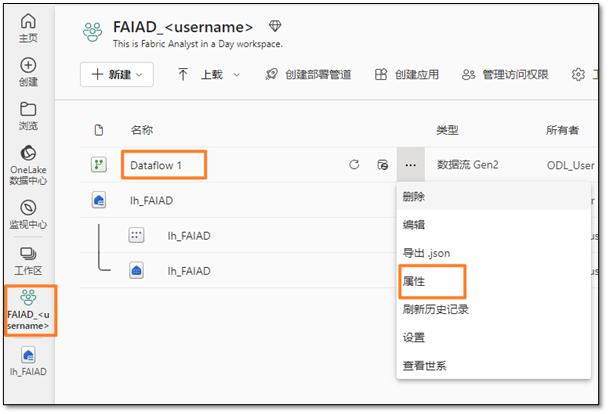 主页
创建
浏览
OneLake
数据中心
监视中心
工作区
FAIAD_<u
sername>
lh_FAIAD
FAIAD_<username>
This is Fabric Analyst in a Day workspace.
新建
上载
创建部署管道
创建应用
管理访问权限
名称
类型
所有者
Dataflow 1
数据流 Gen2
ODL_User
lh_FAIAD
lh_FAIAD
lh_FAIAD
删除
编辑
导出 .json
属性
刷新历史记录
设置
查看世系